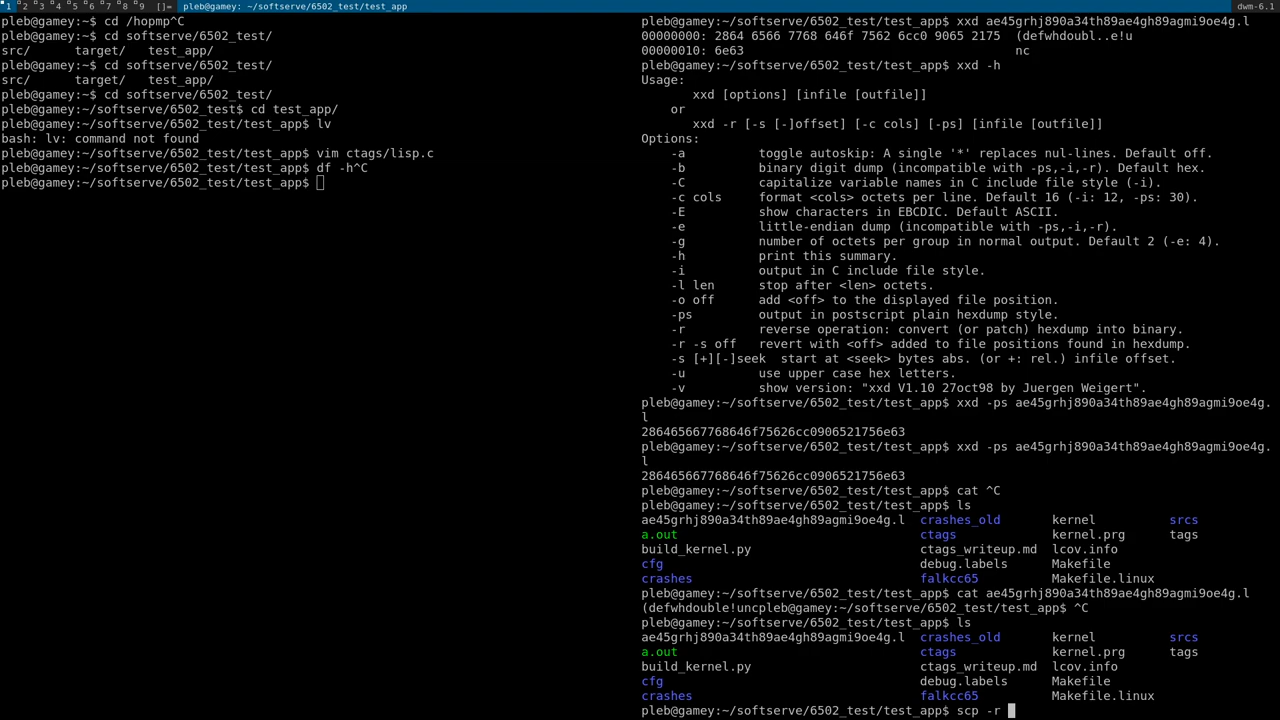 1 2 3 4 5 6 7 8 9 []= pleb@gamey: ~/softserve/6502_test/test_app dwm-6.1
pleb@gamey:~$ cd /hopmp^C
pleb@gamey:~$ cd softserve/6502_test/
src/ target/ test_app/
pleb@gamey:~$ cd softserve/6502_test/
src/ target/ test_app/
pleb@gamey:~$ cd softserve/6502_test/
pleb@gamey:~/softserve/6502_test$ cd test_app/
pleb@gamey:~/softserve/6502_test/test_app$ lv
bash: lv: command not found
pleb@gamey:~/softserve/6502_test/test_app$ vim ctags/lisp.c
pleb@gamey:~/softserve/6502_test/test_app$ df -h^C
pleb@gamey:~/softserve/6502_test/test_app$
pleb@gamey:~/softserve/6502_test/test_app$ xxd ae45grhj890a34th89ae4gh89agmi9oe4g.l
00000000: 2864 6566 7768 646f 7562 6cc0 9065 2175 (defwhdoubl..e!u
00000010: 6e63 nc
pleb@gamey:~/softserve/6502_test/test_app$ xxd -h
Usage:
xxd [options] [infile [outfile]]
or
xxd -r [-s [-]offset] [-c cols] [-ps] [infile [outfile]]
Options:
-a toggle autoskip: A single '*' replaces nul-lines. Default off.
-b binary digit dump (incompatible with -ps,-i,-r). Default hex.
-C capitalize variable names in C include file style (-i).
-c cols format <cols> octets per line. Default 16 (-i: 12, -ps: 30).
-E show characters in EBCDIC. Default ASCII.
-e little-endian dump (incompatible with -ps,-i,-r).
-g number of octets per group in normal output. Default 2 (-e: 4).
-h print this summary.
-i output in C include file style.
-l len stop after <len> octets.
-o off add <off> to the displayed file position.
-ps output in postscript plain hexdump style.
-r reverse operation: convert (or patch) hexdump into binary.
-r -s off revert with <off> added to file positions found in hexdump.
-s [+][-]seek start at <seek> bytes abs. (or +: rel.) infile offset.
-u use upper case hex letters.
-v show version: "xxd V1.10 27oct98 by Juergen Weigert".
pleb@gamey:~/softserve/6502_test/test_app$ xxd -ps ae45grhj890a34th89ae4gh89agmi9oe4g.
l
286465667768646f75626cc0906521756e63
pleb@gamey:~/softserve/6502_test/test_app$ xxd -ps ae45grhj890a34th89ae4gh89agmi9oe4g.
l
286465667768646f75626cc0906521756e63
pleb@gamey:~/softserve/6502_test/test_app$ cat ^C
pleb@gamey:~/softserve/6502_test/test_app$ ls
ae45grhj890a34th89ae4gh89agmi9oe4g.l crashes_old kernel srcs
a.out ctags kernel.prg tags
build_kernel.py ctags_writeup.md lcov.info
cfg debug.labels Makefile
crashes falkcc65 Makefile.linux
pleb@gamey:~/softserve/6502_test/test_app$ cat ae45grhj890a34th89ae4gh89agmi9oe4g.l
(defwhdouble!uncpleb@gamey:~/softserve/6502_test/test_app$ ^C
pleb@gamey:~/softserve/6502_test/test_app$ ls
ae45grhj890a34th89ae4gh89agmi9oe4g.l crashes_old kernel srcs
a.out ctags kernel.prg tags
build_kernel.py ctags_writeup.md lcov.info
cfg debug.labels Makefile
crashes falkcc65 Makefile.linux
pleb@gamey:~/softserve/6502_test/test_app$ scp -r